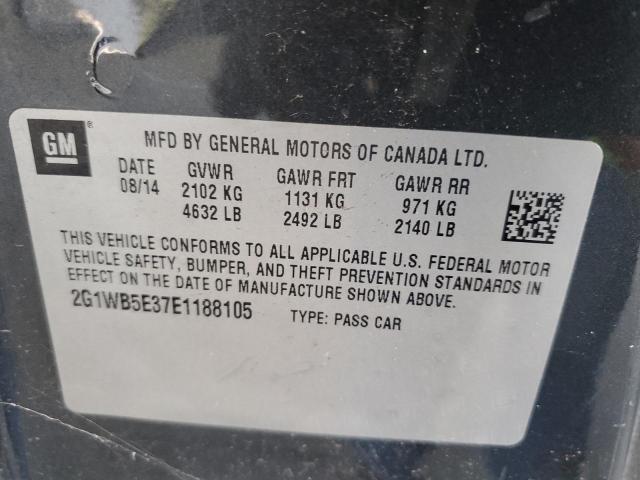 GM®
MFD BY GENERAL MOTORS OF CANADA LTD.
DATE GVWR GAWR FRT GAWR RR
08/14 2102 KG 1131 KG 971 KG
4632 LB 2492 LB 2140 LB
THIS VEHICLE CONFORMS TO ALL APPLICABLE U.S. FEDERAL MOTOR
VEHICLE SAFETY, BUMPER, AND THEFT PREVENTION STANDARDS IN
EFFECT ON THE DATE OF MANUFACTURE SHOWN ABOVE.
2G1WB5E37E1188105 TYPE: PASS CAR